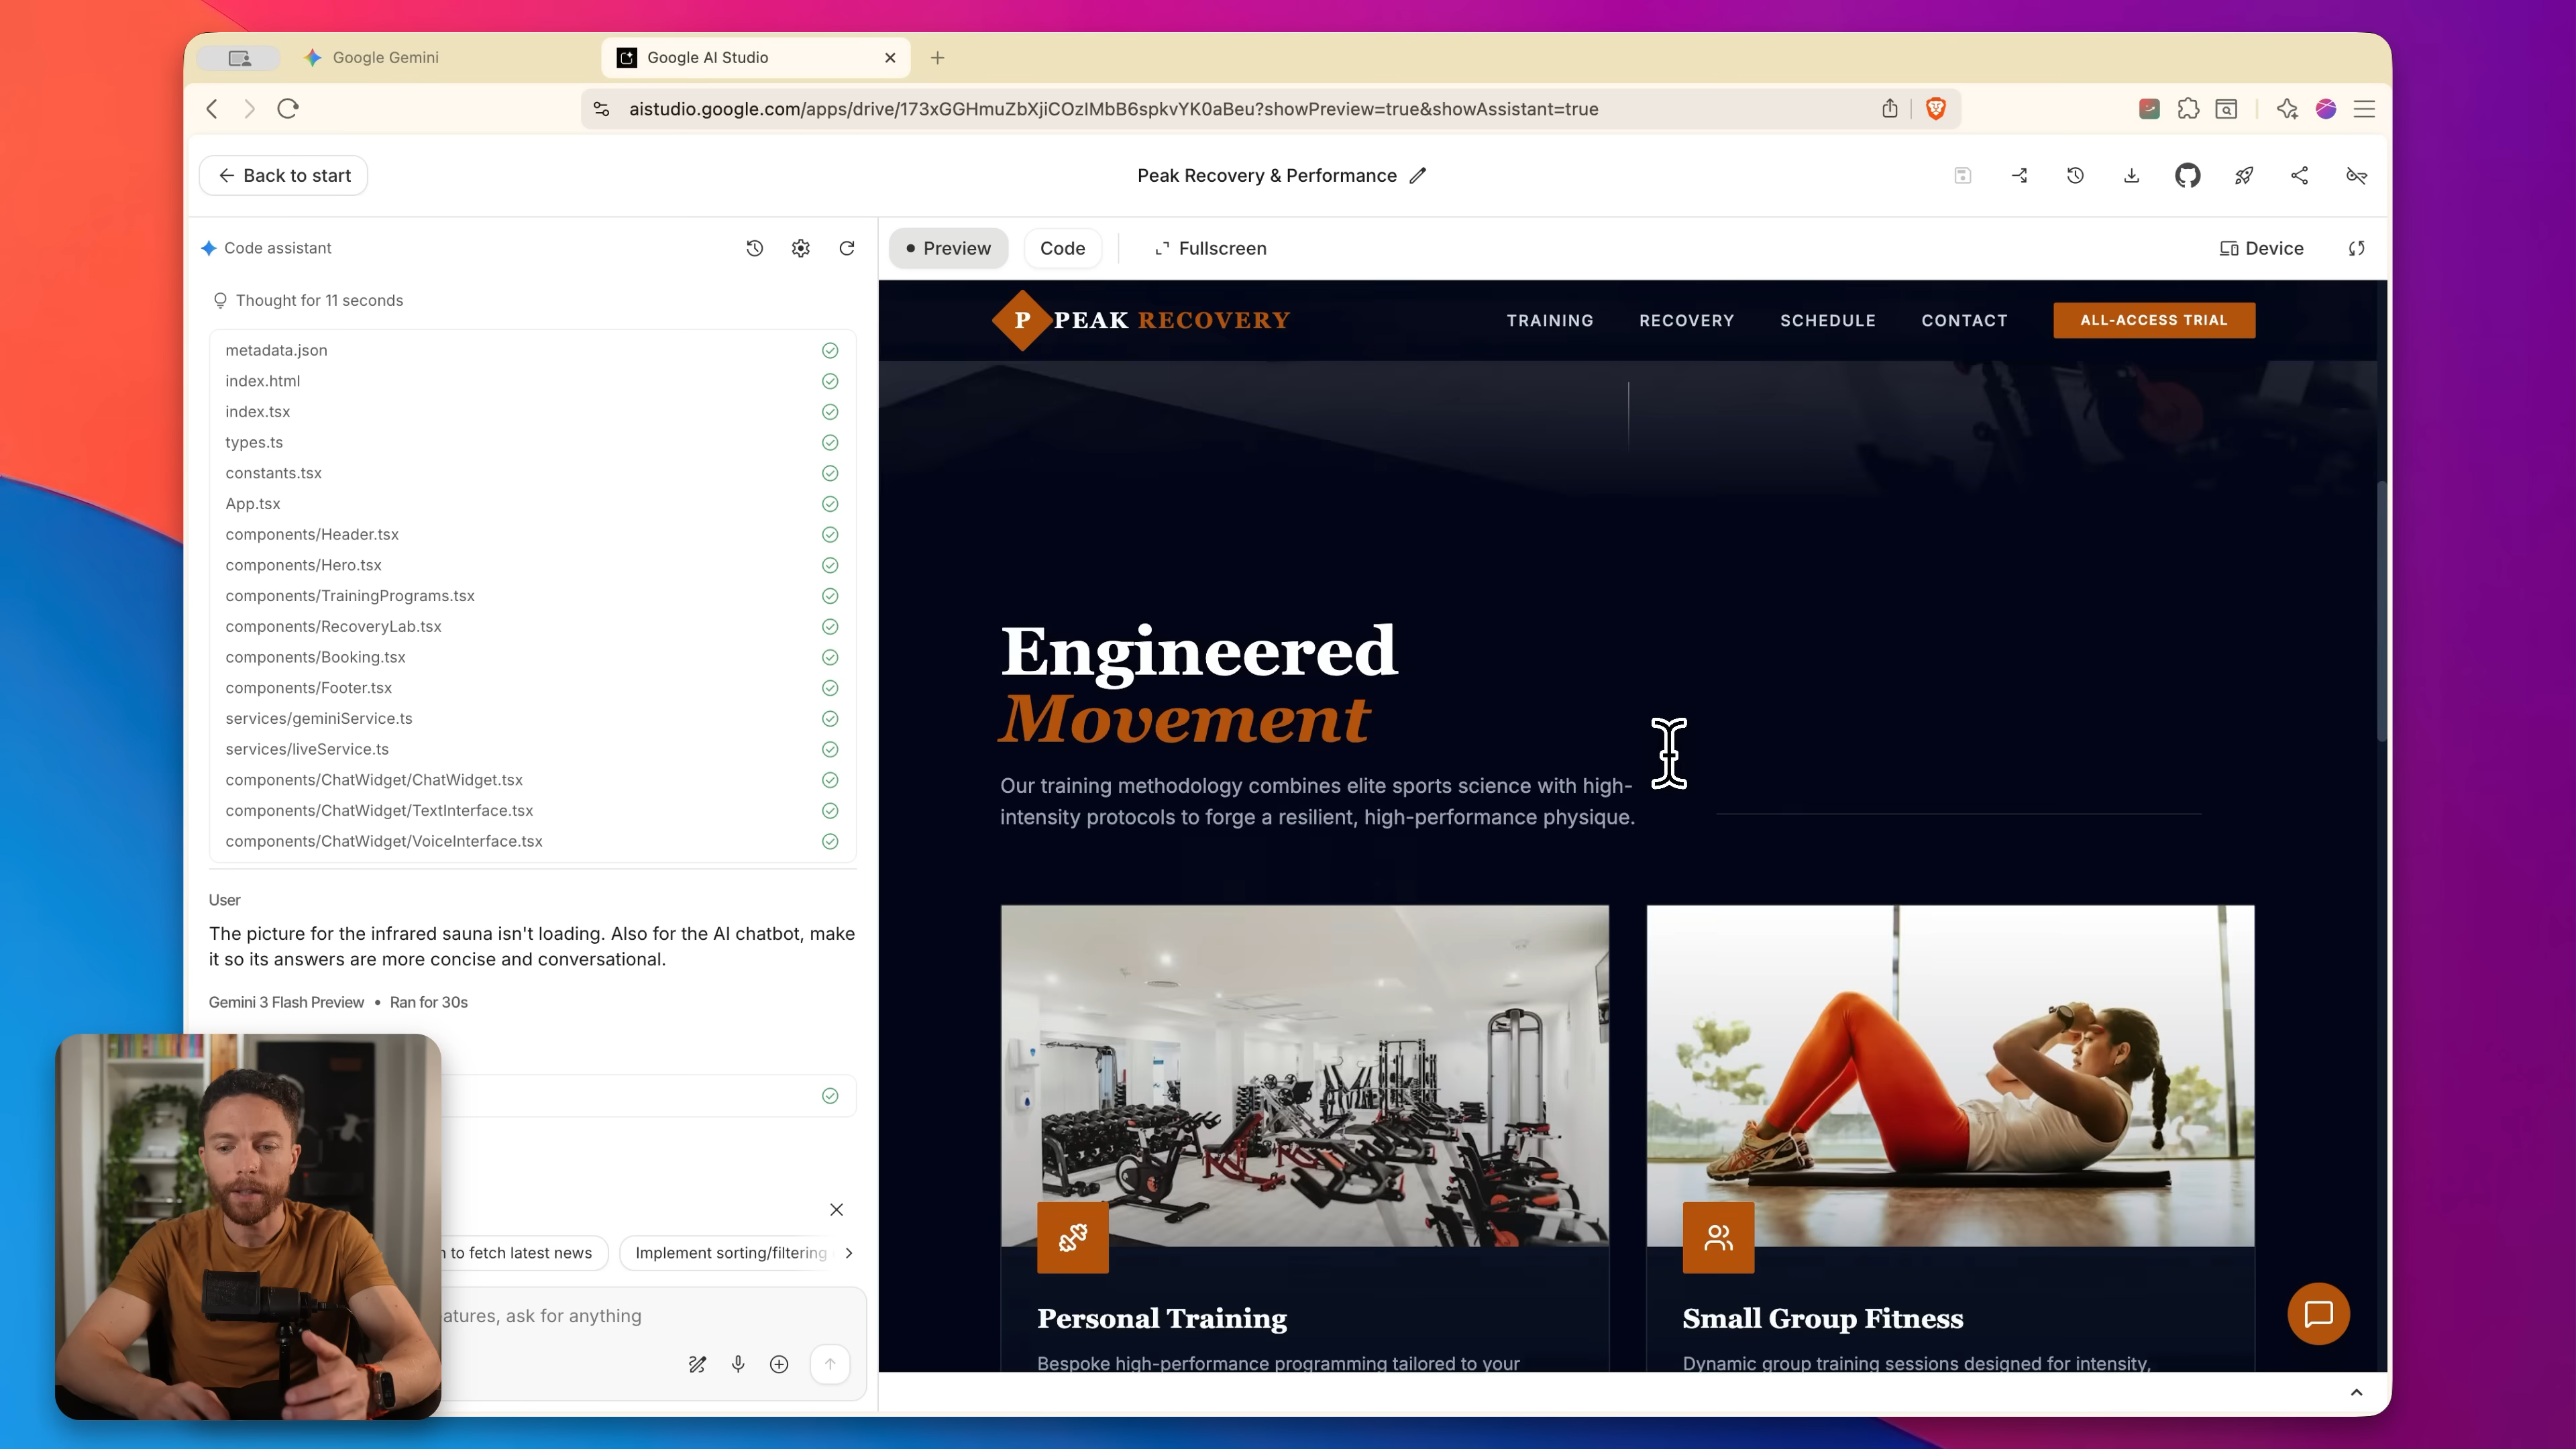 Google Gemini
Google AI Studio
aistudio.google.com/apps/drive/173xGGHmuZbXjiCOzIMbB6spkvYK0aBeu?showPreview=true&showAssistant=true
Back to start
Peak Recovery & Performance
Code assistant
Thought for 11 seconds
metadata.json
index.html
index.tsx
types.ts
constants.tsx
App.tsx
components/Header.tsx
components/Hero.tsx
components/TrainingPrograms.tsx
components/RecoveryLab.tsx
components/Booking.tsx
components/Footer.tsx
services/geminiService.ts
services/liveService.ts
components/ChatWidget/ChatWidget.tsx
components/ChatWidget/TextInterface.tsx
components/ChatWidget/VoiceInterface.tsx
User
The picture for the infrared sauna isn't loading. Also for the AI chatbot, make
it so its answers are more concise and conversational.
Gemini 3 Flash Preview • Ran for 30s
to fetch latest news
Implement sorting/filtering
atures, ask for anything
Preview
Code
Fullscreen
Device
P PEAK RECOVERY
TRAINING
RECOVERY
SCHEDULE
CONTACT
ALL-ACCESS TRIAL
Engineered
Movement
Our training methodology combines elite sports science with high-
intensity protocols to forge a resilient, high-performance physique.
Personal Training
Bespoke high-performance programming tailored to your
Small Group Fitness
Dynamic group training sessions designed for intensity,